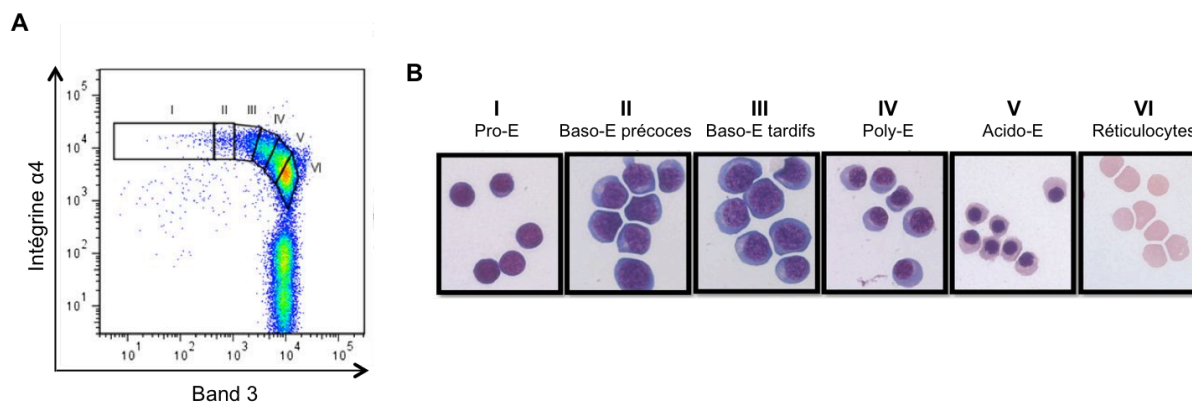 A
Intégrine α4
10^5
10^4
10^3
10^2
10^1
I
II
III
IV
V
VI
10^1
10^2
10^3
10^4
10^5
Band 3
B
I
II
III
IV
V
VI
Pro-E
Baso-E précoces
Baso-E tardifs
Poly-E
Acido-E
Réticulocytes